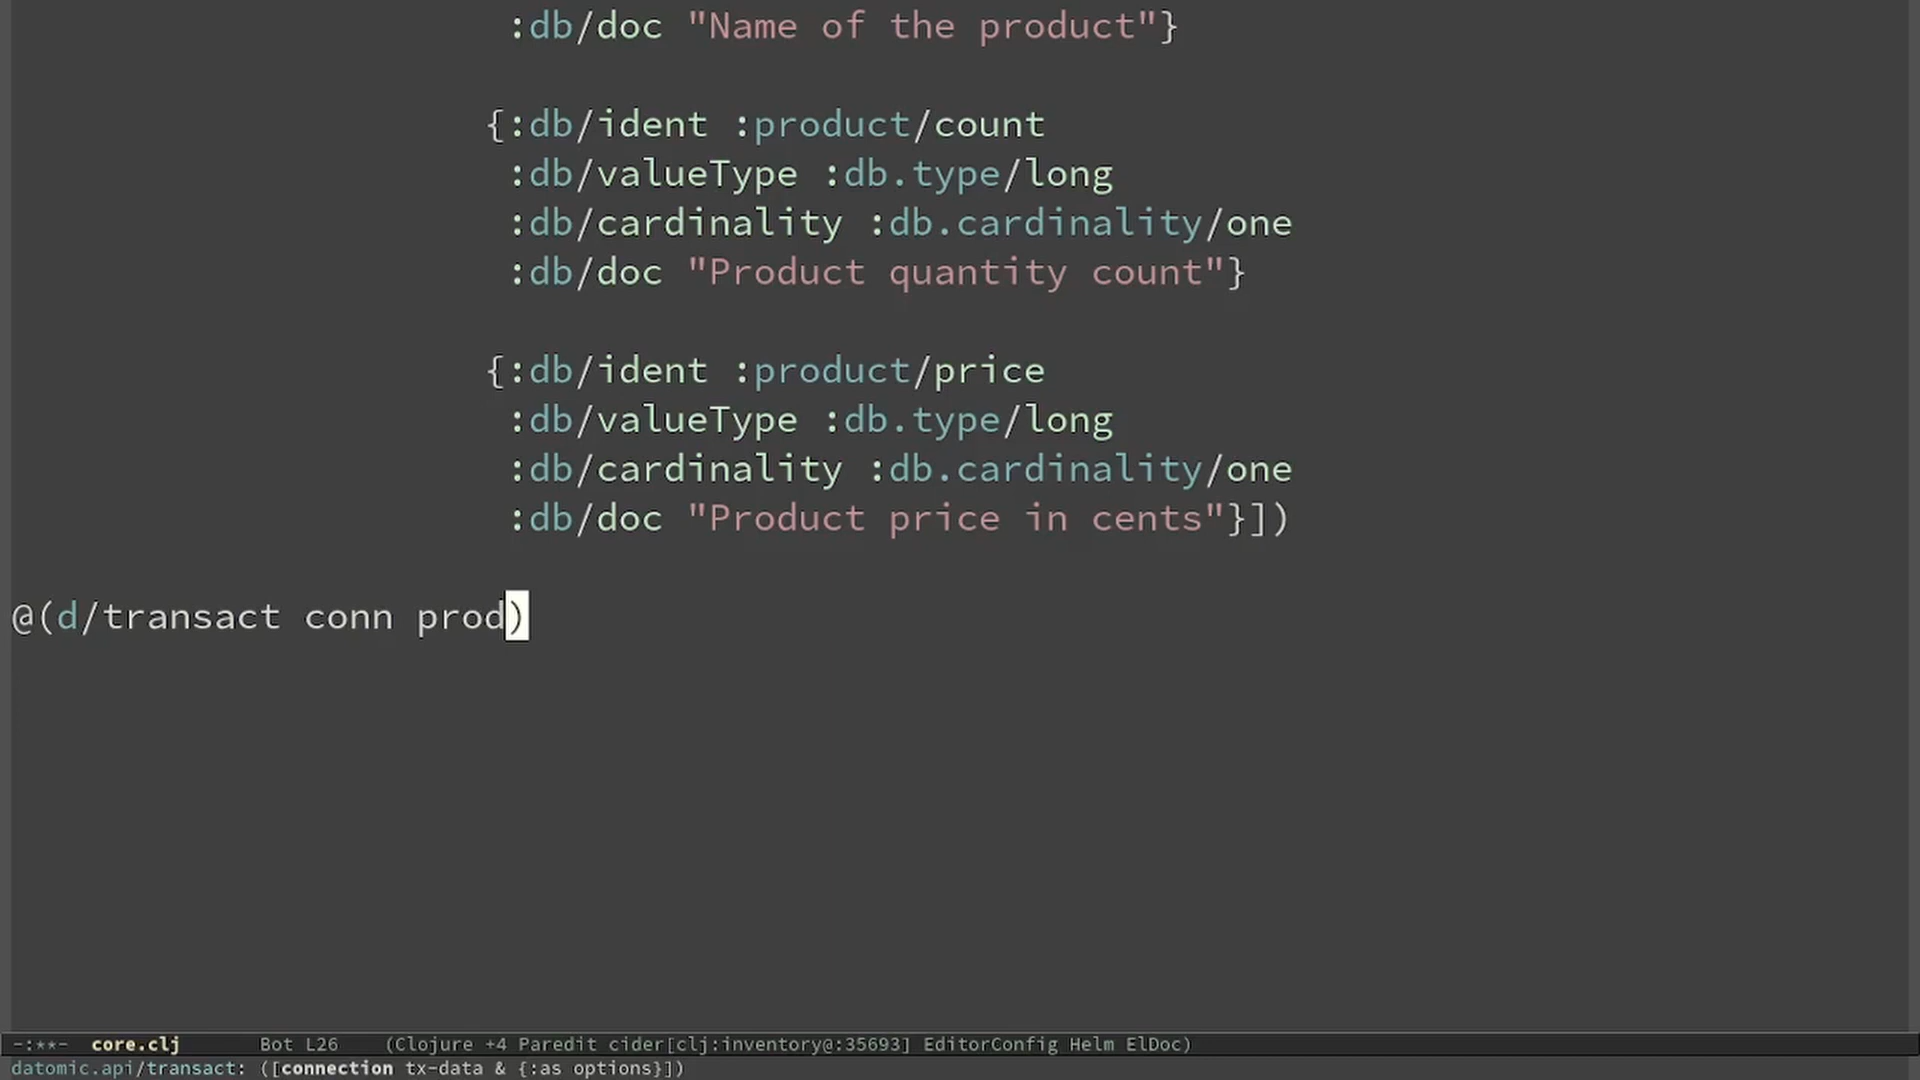 :db/doc "Name of the product"}
{:db/ident :product/count
:db/valueType :db.type/long
:db/cardinality :db.cardinality/one
:db/doc "Product quantity count"}
{:db/ident :product/price
:db/valueType :db.type/long
:db/cardinality :db.cardinality/one
:db/doc "Product price in cents"}])
@(d/transact conn prod)
-:**-  core.clj       Bot L26    (Clojure +4 Paredit cider[clj:inventory@:35693] EditorConfig Helm ElDoc)
datomic.api/transact: ([connection tx-data & {:as options}])